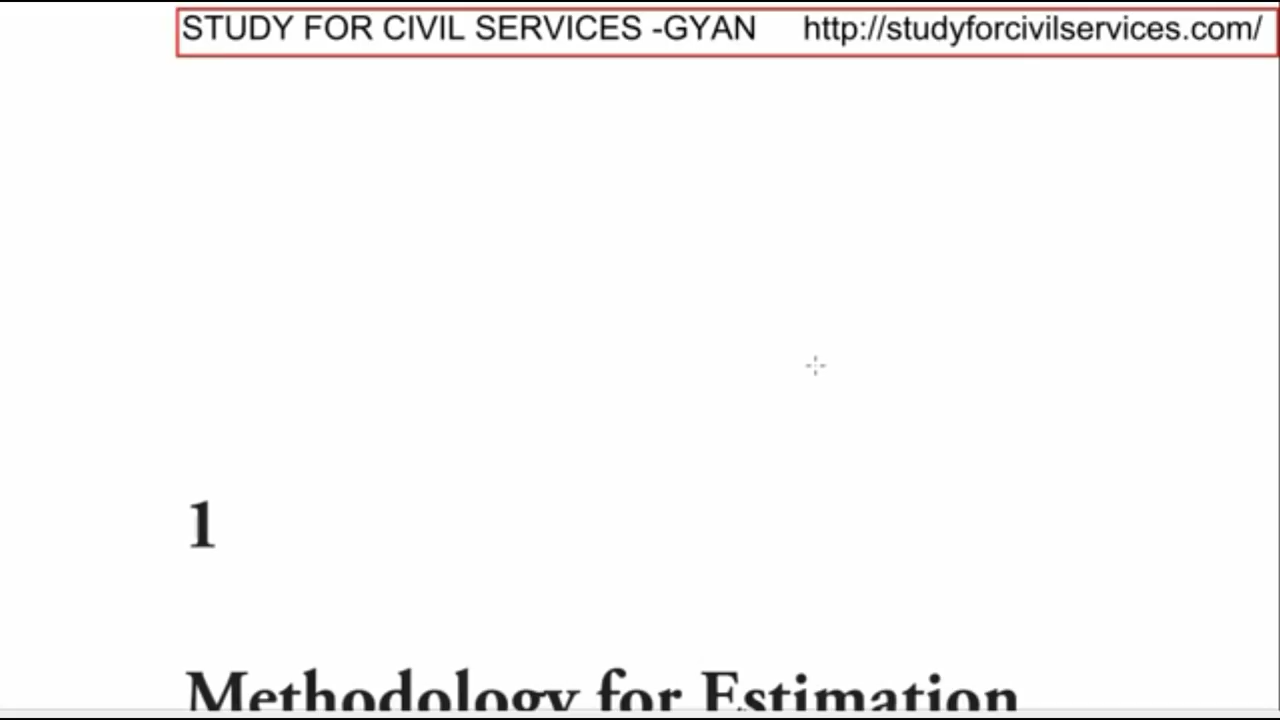 STUDY FOR CIVIL SERVICES -GYAN http://studyforcivilservices.com/
1
Methodology for Estimation